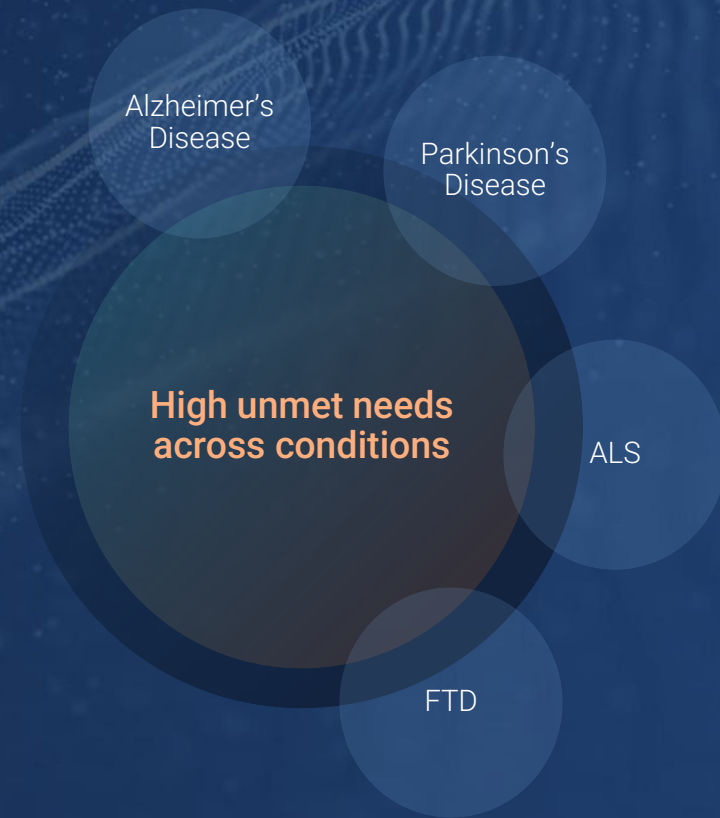 Alzheimer’s
Disease
Parkinson’s
Disease
High unmet needs
across conditions
ALS
FTD